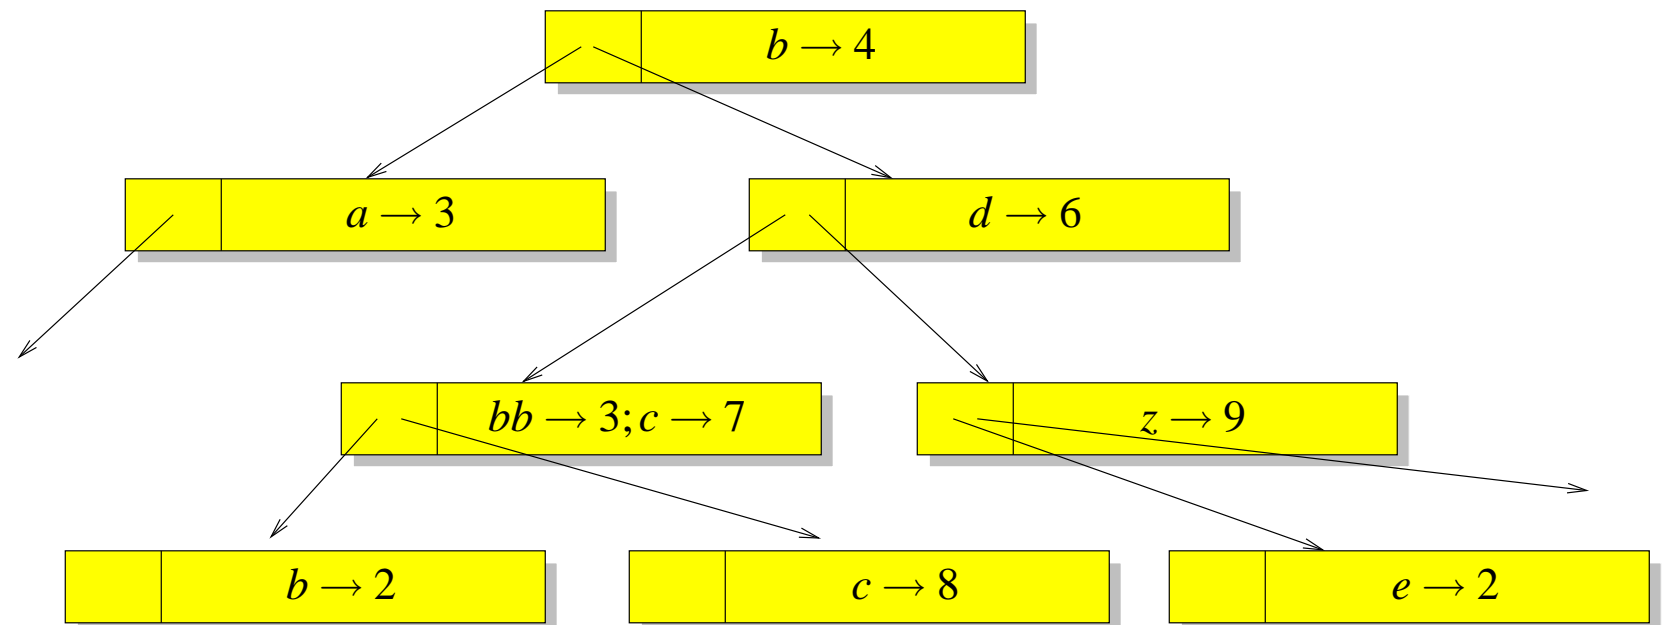 b → 4
a → 3
d → 6
bb → 3; c → 7
z → 9
b → 2
c → 8
e → 2